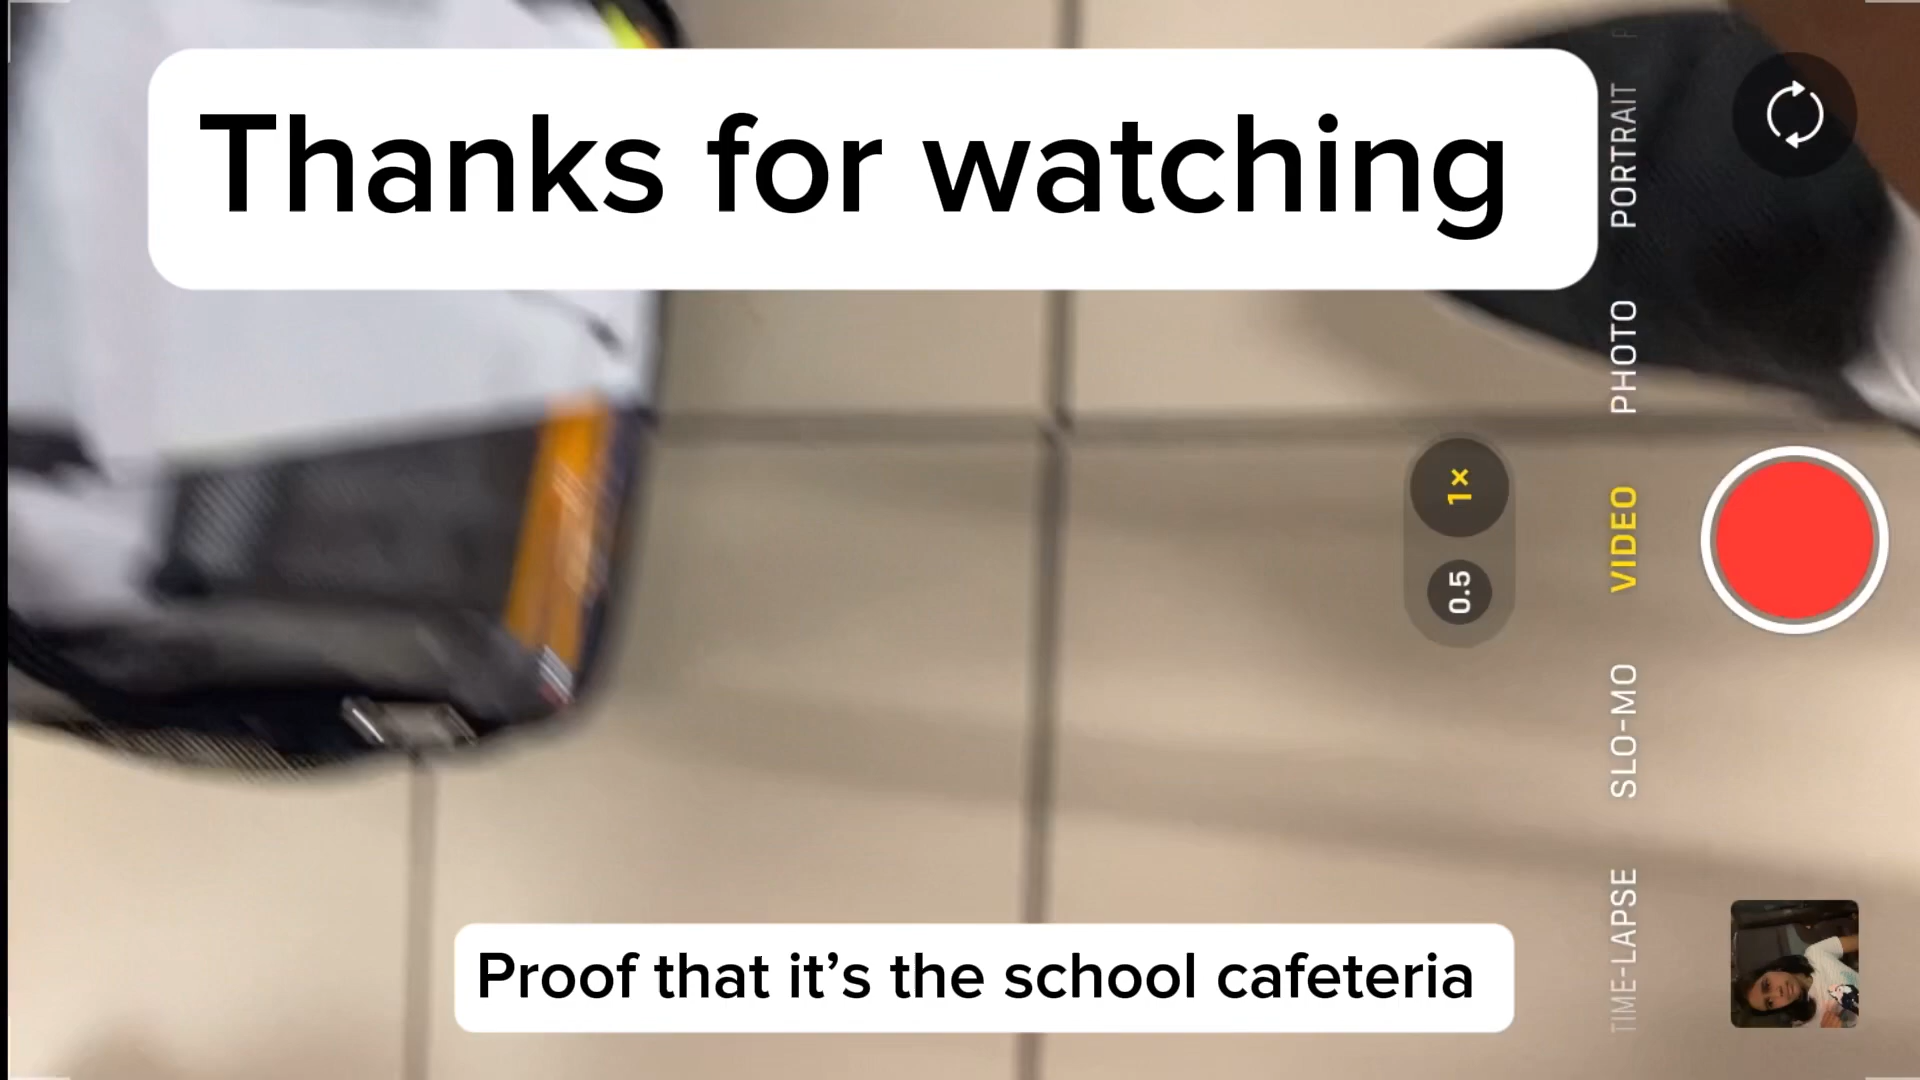 Thanks for watching
PORTRAIT
PHOTO
1×
VIDEO
0.5
SLO-MO
TIME-LAPSE
Proof that it’s the school cafeteria